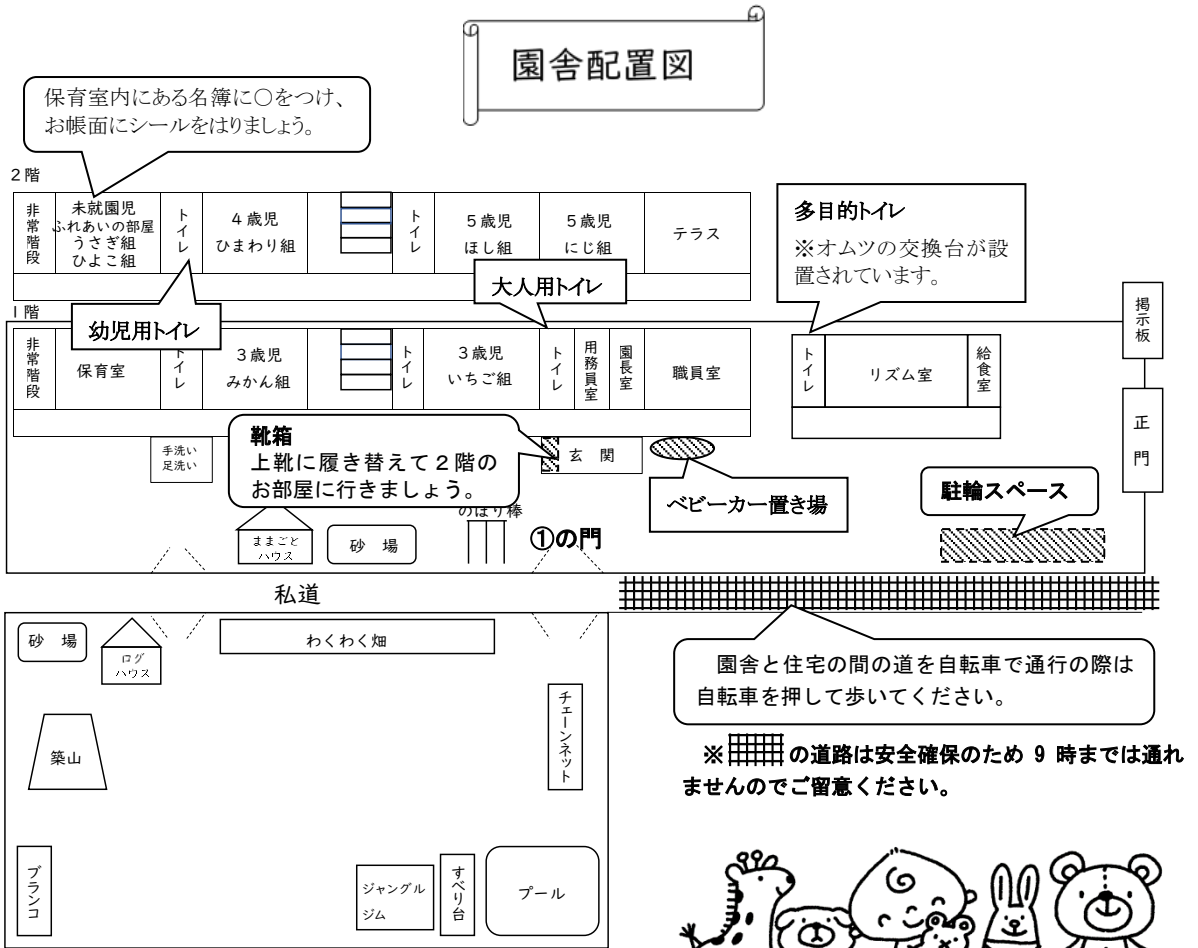 園舎配置図
保育室内にある名簿に〇をつけ、
お帳面にシールをはりましょう。
2階
非常階段
未就園児
ふれあいの部屋
うさぎ組
ひよこ組
トイレ
4歳児
ひまわり組
トイレ
5歳児
ほし組
5歳児
にじ組
テラス
多目的トイレ
※オムツの交換台が設
置されています。
大人用トイレ
幼児用トイレ
掲示板
1階
非常階段
保育室
トイレ
3歳児
みかん組
トイレ
3歳児
いちご組
トイレ
用務員室
園長室
職員室
トイレ
リズム室
給食室
正門
手洗い
足洗い
靴箱
上靴に履き替えて2階の
お部屋に行きましょう。
玄 関
ベビーカー置き場
駐輪スペース
ままごと
ハウス
砂 場
のぼり棒
①の門
私道
砂 場
ログ
ハウス
わくわく畑
園舎と住宅の間の道を自転車で通行の際は
自転車を押して歩いてください。
チェーンネット
築山
※の道路は安全確保のため 9 時までは通れ
ませんのでご留意ください。
ブランコ
ジャングル
ジム
すべり台
プール